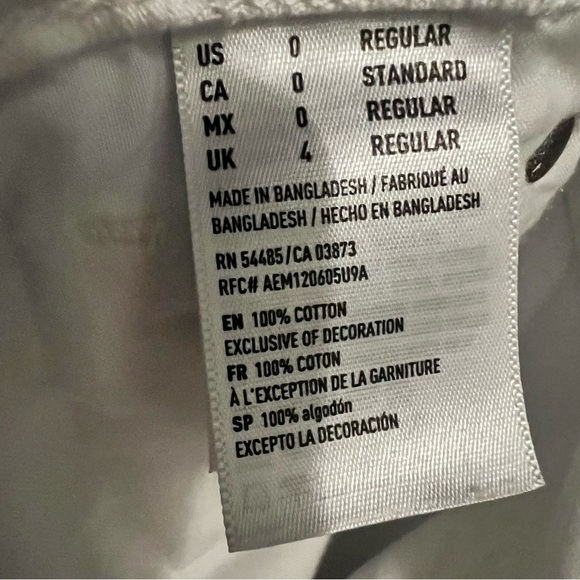 US 0 REGULAR
CA 0 STANDARD
MX 0 REGULAR
UK 4 REGULAR
MADE IN BANGLADESH / FABRIQUÉ AU
BANGLADESH / HECHO EN BANGLADESH
RN 54485/CA 03873
RFC# AEM120605U9A
EN 100% COTTON
EXCLUSIVE OF DECORATION
FR 100% COTON
À L'EXCEPTION DE LA GARNITURE
SP 100% algodón
EXCEPTO LA DECORACIÓN